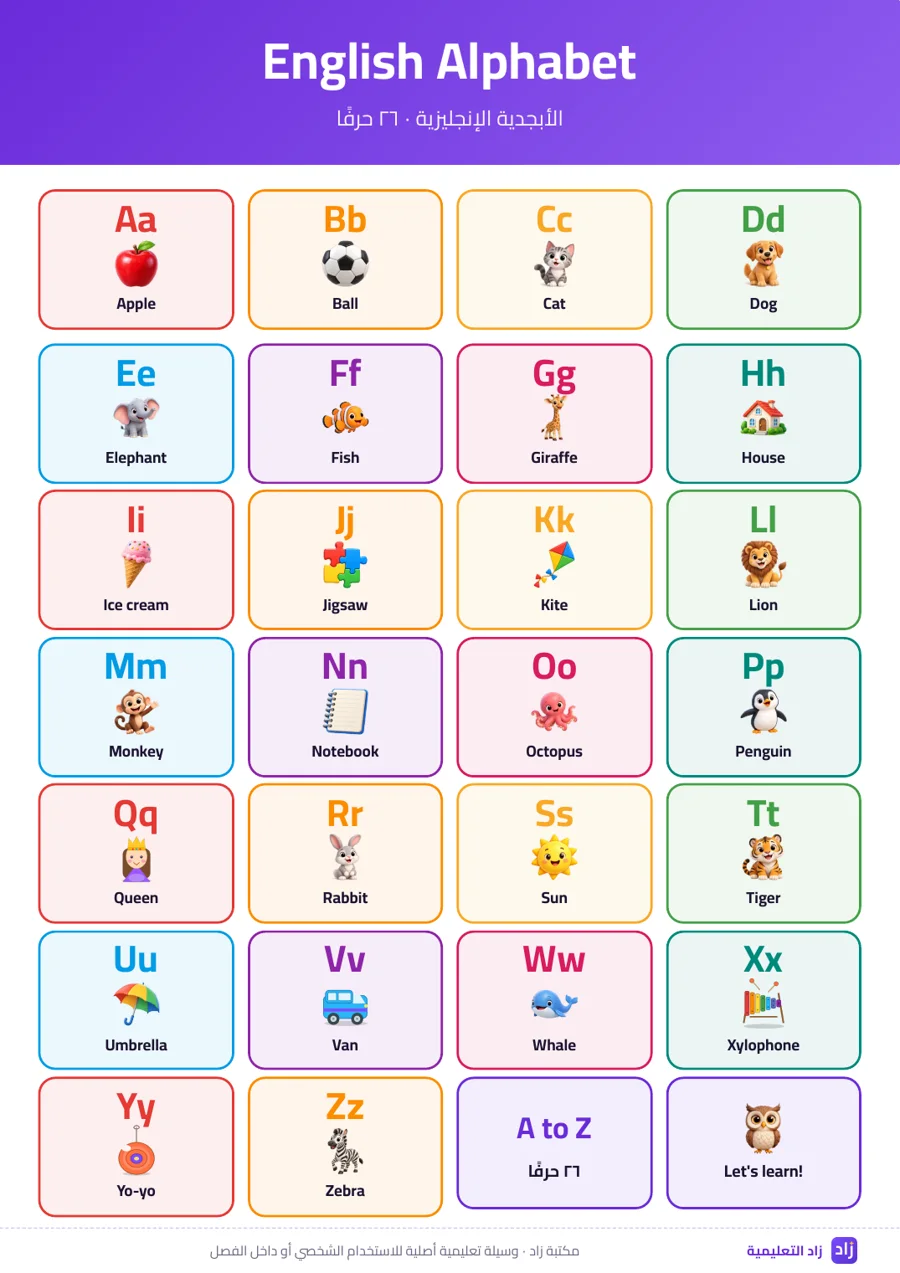 English Alphabet
الأبجدية الإنجليزية · ٢٦ حرفًا
Aa
Apple
Bb
Ball
Cc
Cat
Dd
Dog
Ee
Elephant
Ff
Fish
Gg
Giraffe
Hh
House
Ii
Ice cream
Jj
Jigsaw
Kk
Kite
Ll
Lion
Mm
Monkey
Nn
Notebook
Oo
Octopus
Pp
Penguin
Qq
Queen
Rr
Rabbit
Ss
Sun
Tt
Tiger
Uu
Umbrella
Vv
Van
Ww
Whale
Xx
Xylophone
Yy
Yo-yo
Zz
Zebra
A to Z
٢٦ حرفًا
Let's learn!
زاد
زاد التعليمية
مكتبة زاد · وسيلة تعليمية أصلية للاستخدام الشخصي أو داخل الفصل